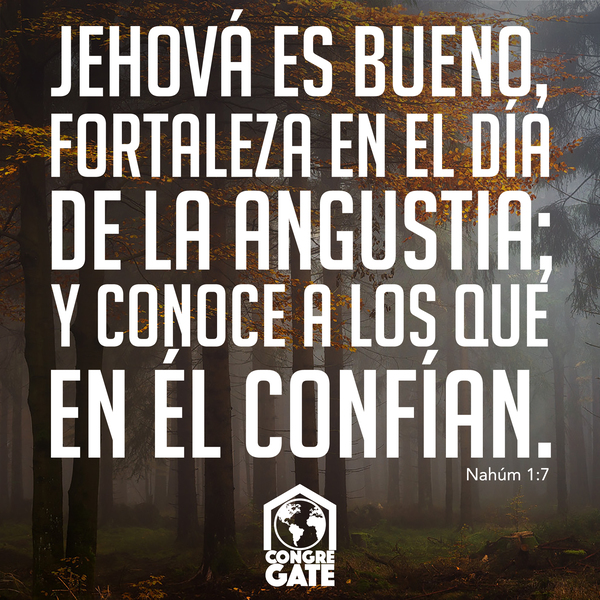 JEHOVÁ ES BUENO,
FORTALEZA EN EL DÍA
DE LA ANGUSTIA;
Y CONOCE A LOS QUE
EN ÉL CONFÍAN.
Nahúm 1:7
CONGRE
GATE